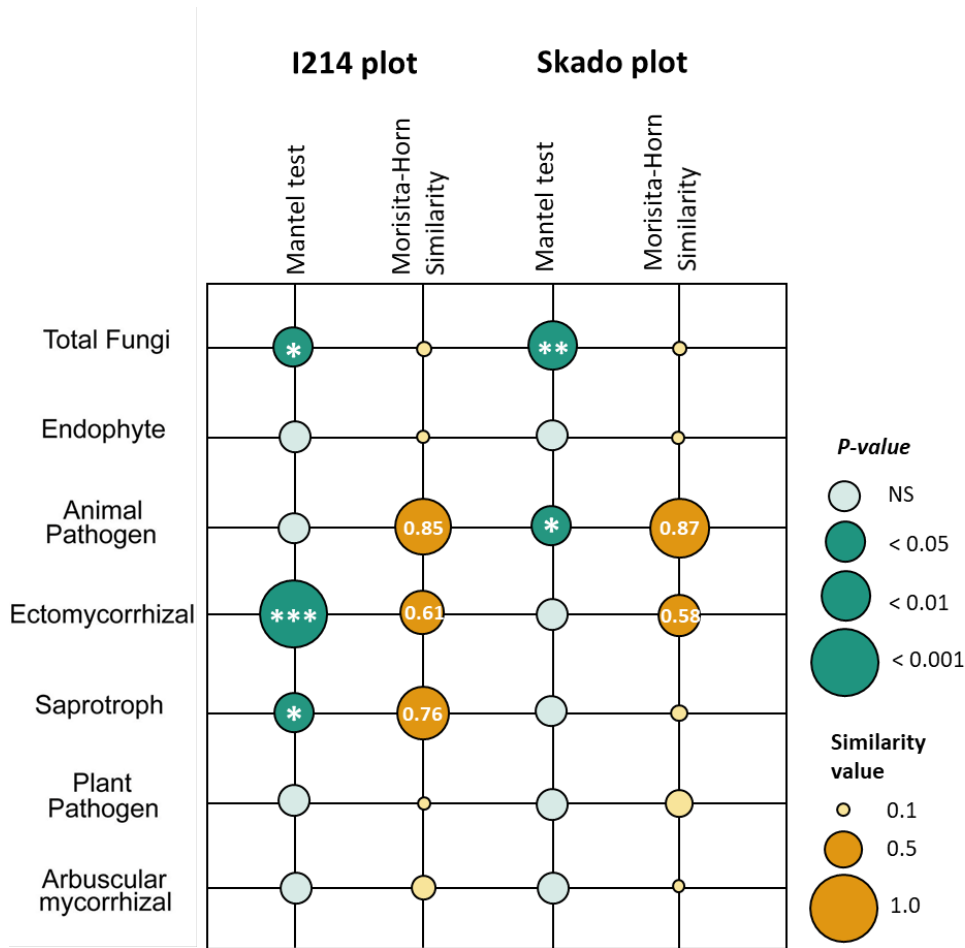 I214 plot
Skado plot
Mantel test
Morisita-Horn
Similarity
Mantel test
Morisita-Horn
Similarity
Total Fungi
*
**
Endophyte
Animal
Pathogen
0.85
*
0.87
Ectomycorrhizal
***
0.61
0.58
Saprotroph
*
0.76
Plant
Pathogen
Arbuscular
mycorrhizal
P-value
NS
< 0.05
< 0.01
< 0.001
Similarity
value
0.1
0.5
1.0